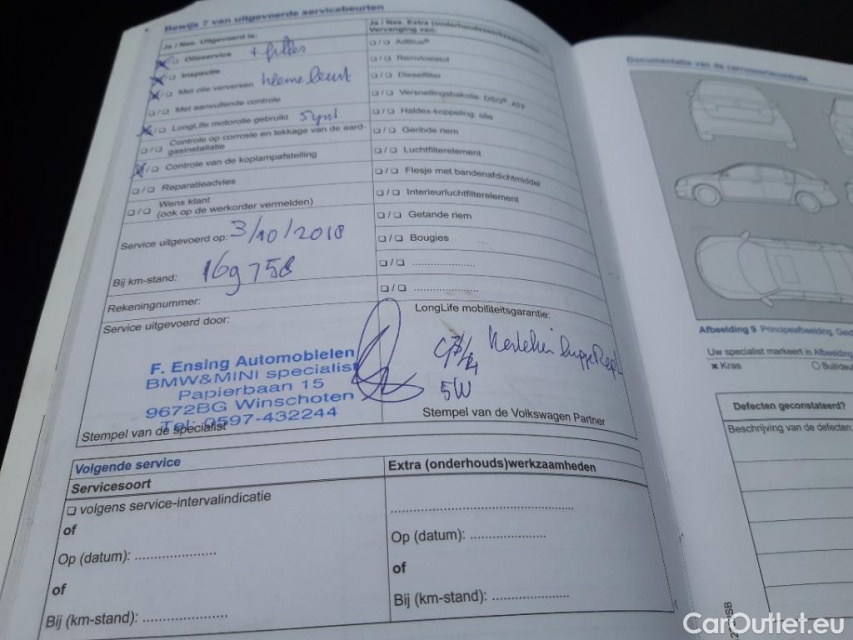 Bewijs 7 van uitgevoerde servicebeurten
Ja / Nee, Uitgevoerd is:
Olieservice + filter
Inspectie
Met olie verversen kleine beurt
Met aanvullende controle
LongLife motorolie gebruikt
Controle op corrosie en lekkage van de aard-
gasinstallatie
Controle van de koplampafstelling
Reparatieadvies
Wens klant
(ook op de werkorder vermelden)
Service uitgevoerd op: 3/10/2018
Bij km-stand: 169758
Rekeningnummer:
Service uitgevoerd door:
F. Ensing Automobielen
BMW&MINI specialist
Papierbaan 15
9672BG Winschoten
Tel: 0597-432244
Stempel van de specialist
Ja / Nee, Extra (onderhouds)werkzaamheden
Vervanging van:
AdBlue®
Remvloeistof
Dieselfilter
Versnellingsbakolie, DSG®
Haldex-koppeling: olie
Geribde riem
Luchtfilterelement
Flesje met bandenafdichtmiddel
Interieurluchtfilterelement
Getande riem
Bougies
LongLife mobiliteitsgarantie:
5W
Stempel van de Volkswagen Partner
Volgende service
Servicesoort
volgens service-intervalindicatie
of
Op (datum): ....................
of
Bij (km-stand): ....................
Extra (onderhouds)werkzaamheden
Op (datum): ....................
of
Bij (km-stand): ....................
Documentatie van de carrosseriecontrole
Afbeelding 9 Principeafbeelding.
Uw specialist markeert in Afbeelding
x Kras
Defecten geconstateerd?
Beschrijving van de defecten
CarOutlet.eu